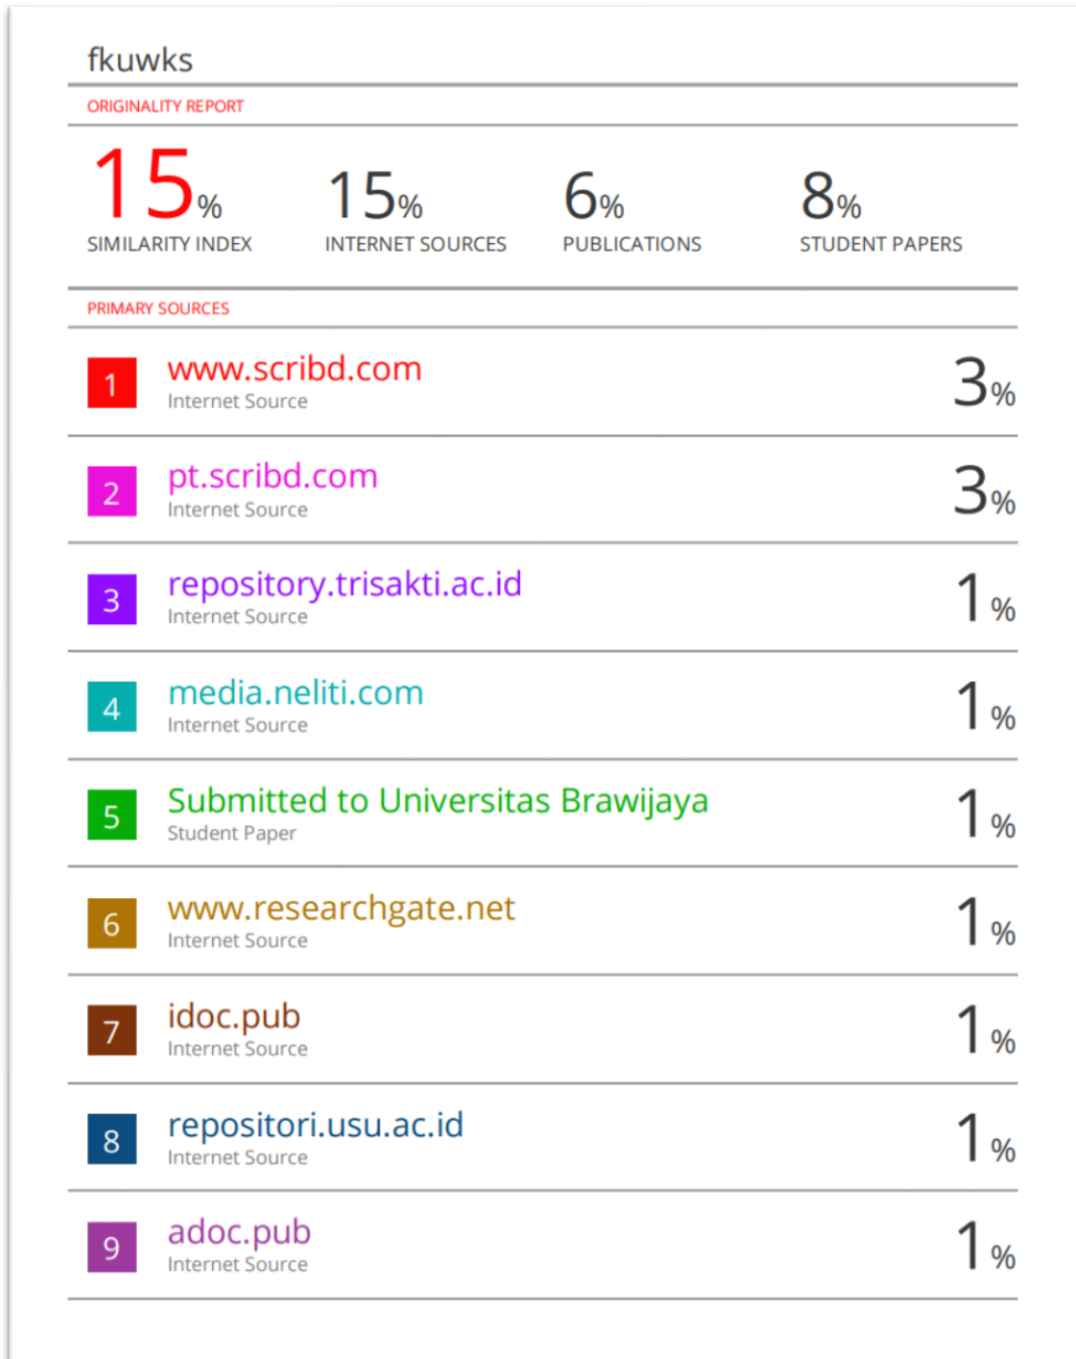 fkuwks
ORIGINALITY REPORT
15% 15% 6% 8%
SIMILARITY INDEX INTERNET SOURCES PUBLICATIONS STUDENT PAPERS
PRIMARY SOURCES
1 www.scribd.com 3%
Internet Source
2 pt.scribd.com 3%
Internet Source
3 repository.trisakti.ac.id 1%
Internet Source
4 media.neliti.com 1%
Internet Source
5 Submitted to Universitas Brawijaya 1%
Student Paper
6 www.researchgate.net 1%
Internet Source
7 idoc.pub 1%
Internet Source
8 repositori.usu.ac.id 1%
Internet Source
9 adoc.pub 1%
Internet Source